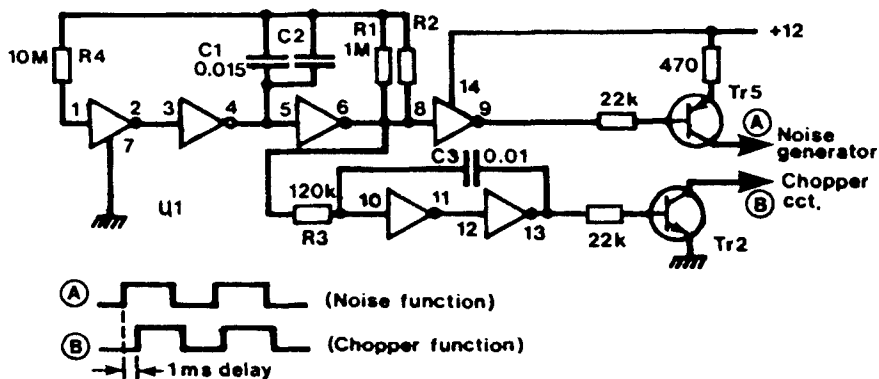 10M
R4
C1
0.015
C2
R1
1M
R2
+12
470
14
22k
Tr5
A
Noise
generator
1
2
3
4
5
6
8
9
7
C3
0.01
Chopper
B
cct.
120k
R3
10
11
12
13
22k
Tr2
A
(Noise function)
B
(Chopper function)
1ms delay